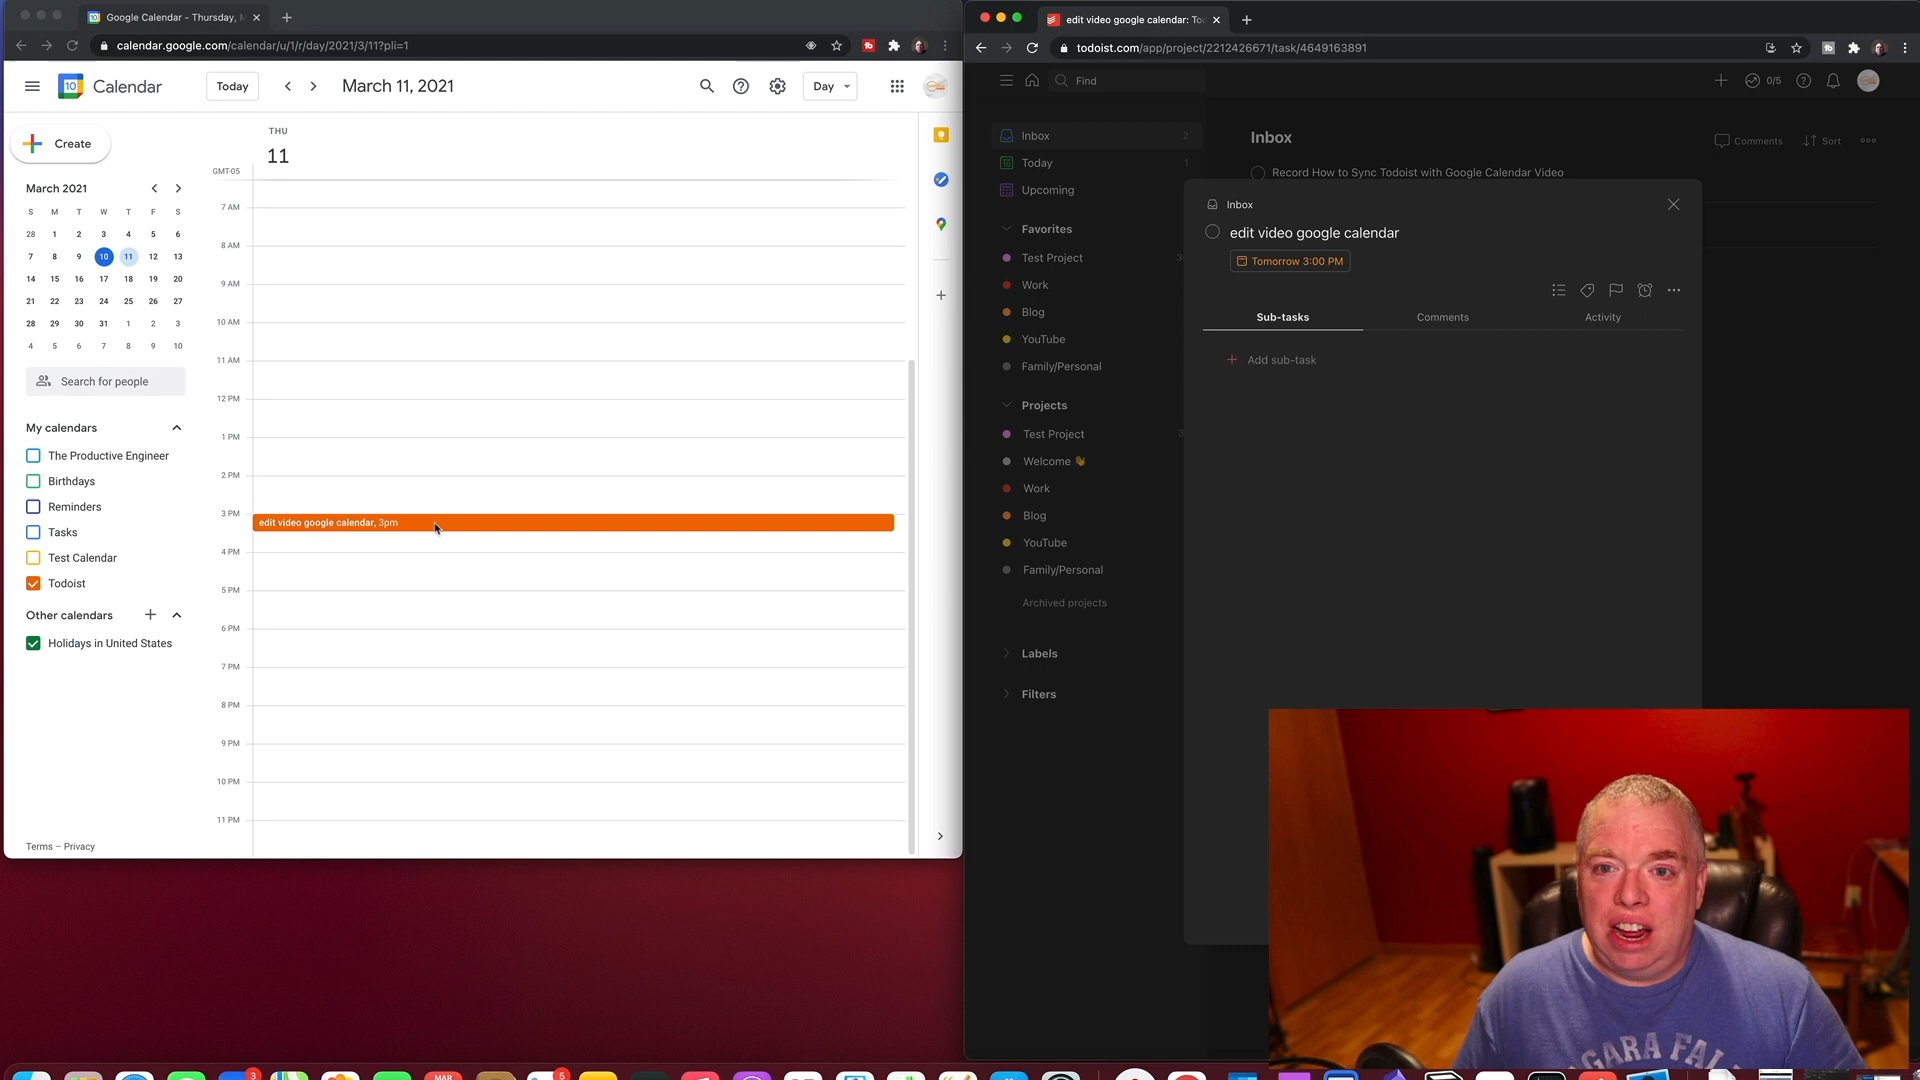 Google Calendar - Thursday, M
calendar.google.com/calendar/u/1/r/day/2021/3/11?pli=1
Calendar
Today
March 11, 2021
Day
Create
March 2021
S M T W T F S
28 1 2 3 4 5 6
7 8 9 10 11 12 13
14 15 16 17 18 19 20
21 22 23 24 25 26 27
28 29 30 31 1 2 3
4 5 6 7 8 9 10
Search for people
My calendars
The Productive Engineer
Birthdays
Reminders
Tasks
Test Calendar
Todoist
Other calendars
Holidays in United States
Terms – Privacy
THU
11
GMT-05
7 AM
8 AM
9 AM
10 AM
11 AM
12 PM
1 PM
2 PM
3 PM
edit video google calendar, 3pm
4 PM
5 PM
6 PM
7 PM
8 PM
9 PM
10 PM
11 PM
edit video google calendar: To
todoist.com/app/project/2212426671/task/4649163891
Find
0/5
Inbox 2
Today 1
Upcoming
Favorites
Test Project
Work
Blog
YouTube
Family/Personal
Projects
Test Project
Welcome
Work
Blog
YouTube
Family/Personal
Archived projects
Labels
Filters
Inbox
Comments
Sort
Record How to Sync Todoist with Google Calendar Video
Inbox
edit video google calendar
Tomorrow 3:00 PM
Sub-tasks
Comments
Activity
Add sub-task
AGARA FAL
3
MAR
5